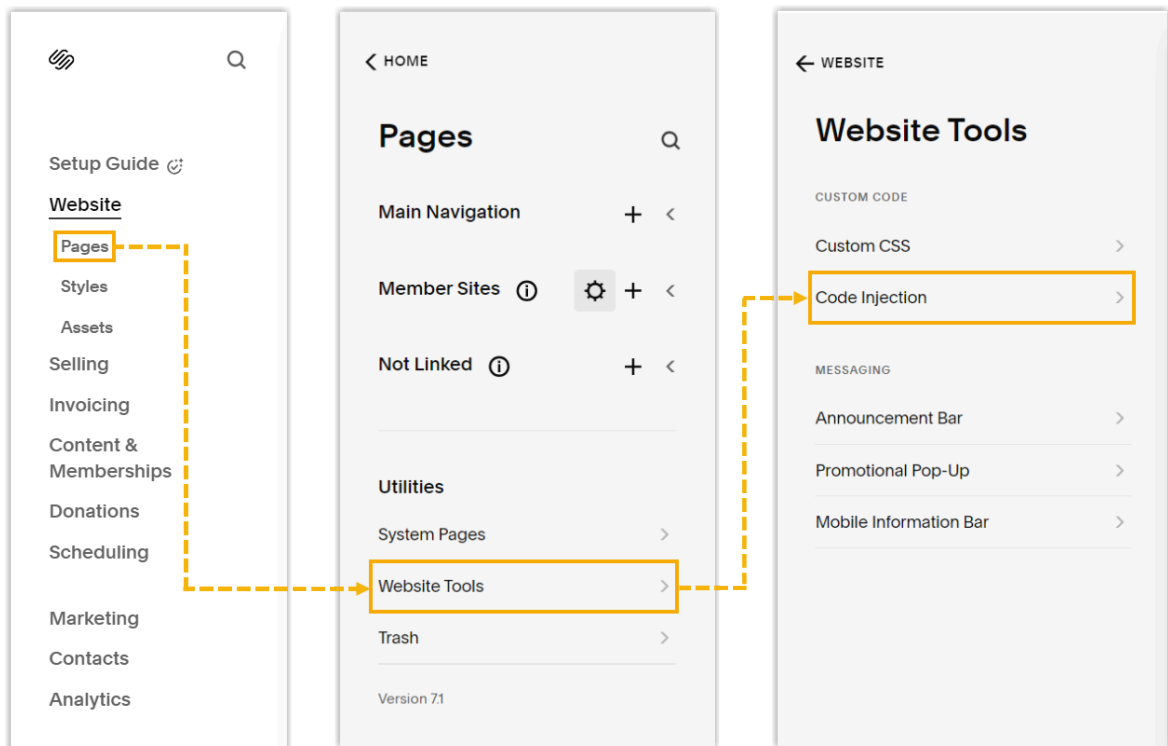 Setup Guide
Website
Pages
Styles
Assets
Selling
Invoicing
Content &
Memberships
Donations
Scheduling
Marketing
Contacts
Analytics
HOME
Pages
Main Navigation
Member Sites
Not Linked
Utilities
System Pages
Website Tools
Trash
Version 7.1
WEBSITE
Website Tools
CUSTOM CODE
Custom CSS
Code Injection
MESSAGING
Announcement Bar
Promotional Pop-Up
Mobile Information Bar